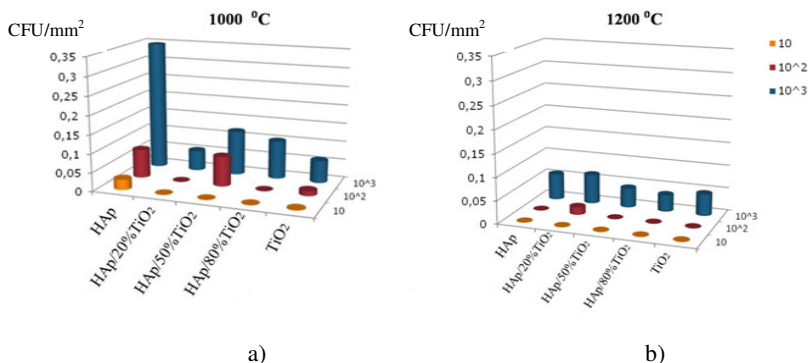 1000 ⁰C
CFU/mm²
0,35
0,3
0,25
0,2
0,15
0,1
0,05
0
HAp
HAp/20%TiO₂
HAp/50%TiO₂
HAp/80%TiO₂
TiO₂
10
10^2
10^3
a)
1200 ⁰C
CFU/mm²
0,35
0,3
0,25
0,2
0,15
0,1
0,05
0
HAp
HAp/20%TiO₂
HAp/50%TiO₂
HAp/80%TiO₂
TiO₂
10
10^2
10^3
10
10^2
10^3
b)